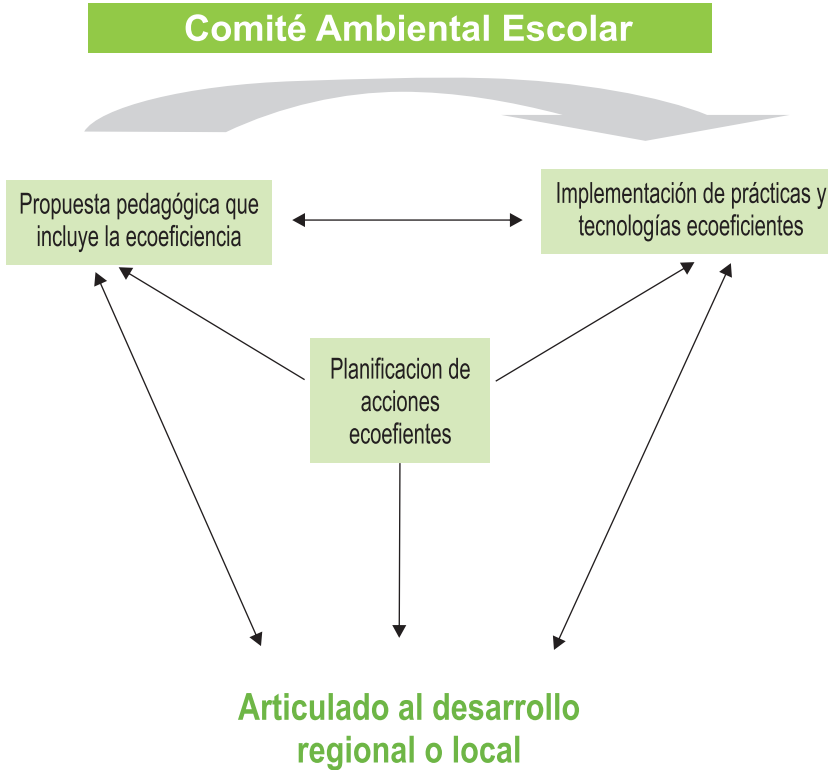 Comité Ambiental Escolar
Propuesta pedagógica que
incluye la ecoeficiencia
Implementación de prácticas y
tecnologías ecoeficientes
Planificacion de
acciones
ecoefientes
Articulado al desarrollo
regional o local